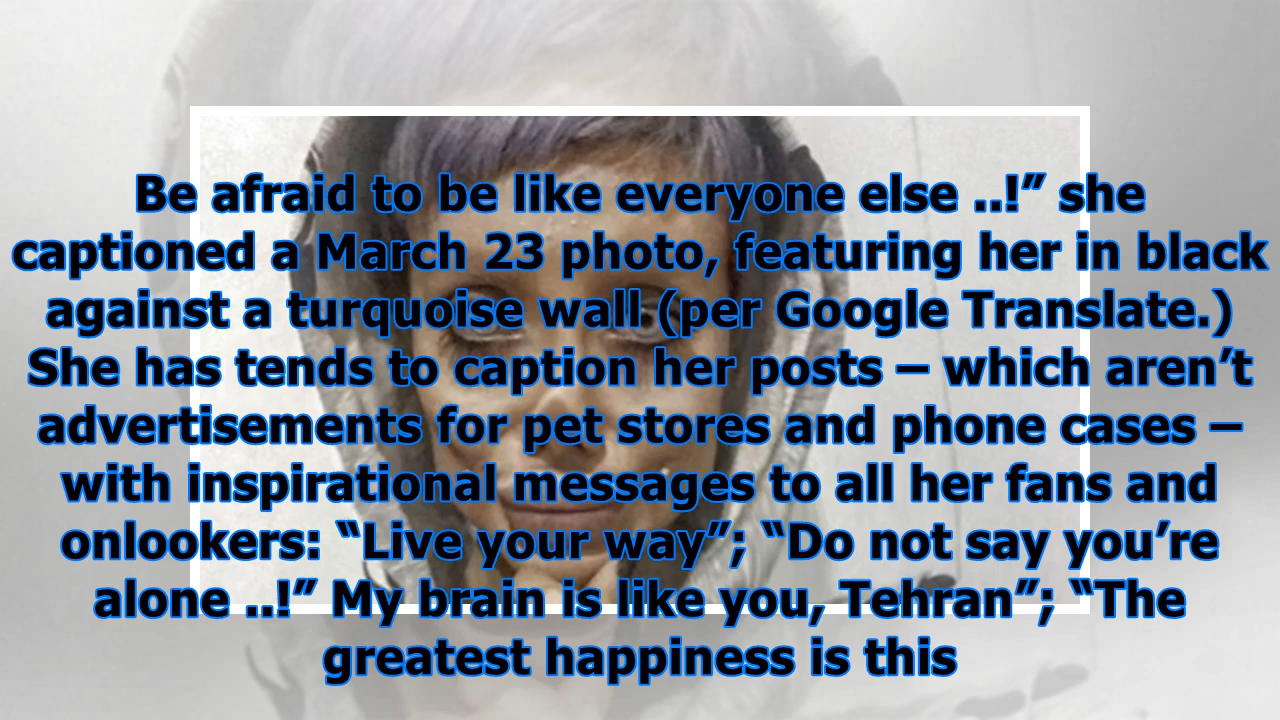 Be afraid to be like everyone else ..!” she
captioned a March 23 photo, featuring her in black
against a turquoise wall (per Google Translate.)
She has tends to caption her posts – which aren’t
advertisements for pet stores and phone cases –
with inspirational messages to all her fans and
onlookers: “Live your way”; “Do not say you’re
alone ..!” My brain is like you, Tehran”; “The
greatest happiness is this